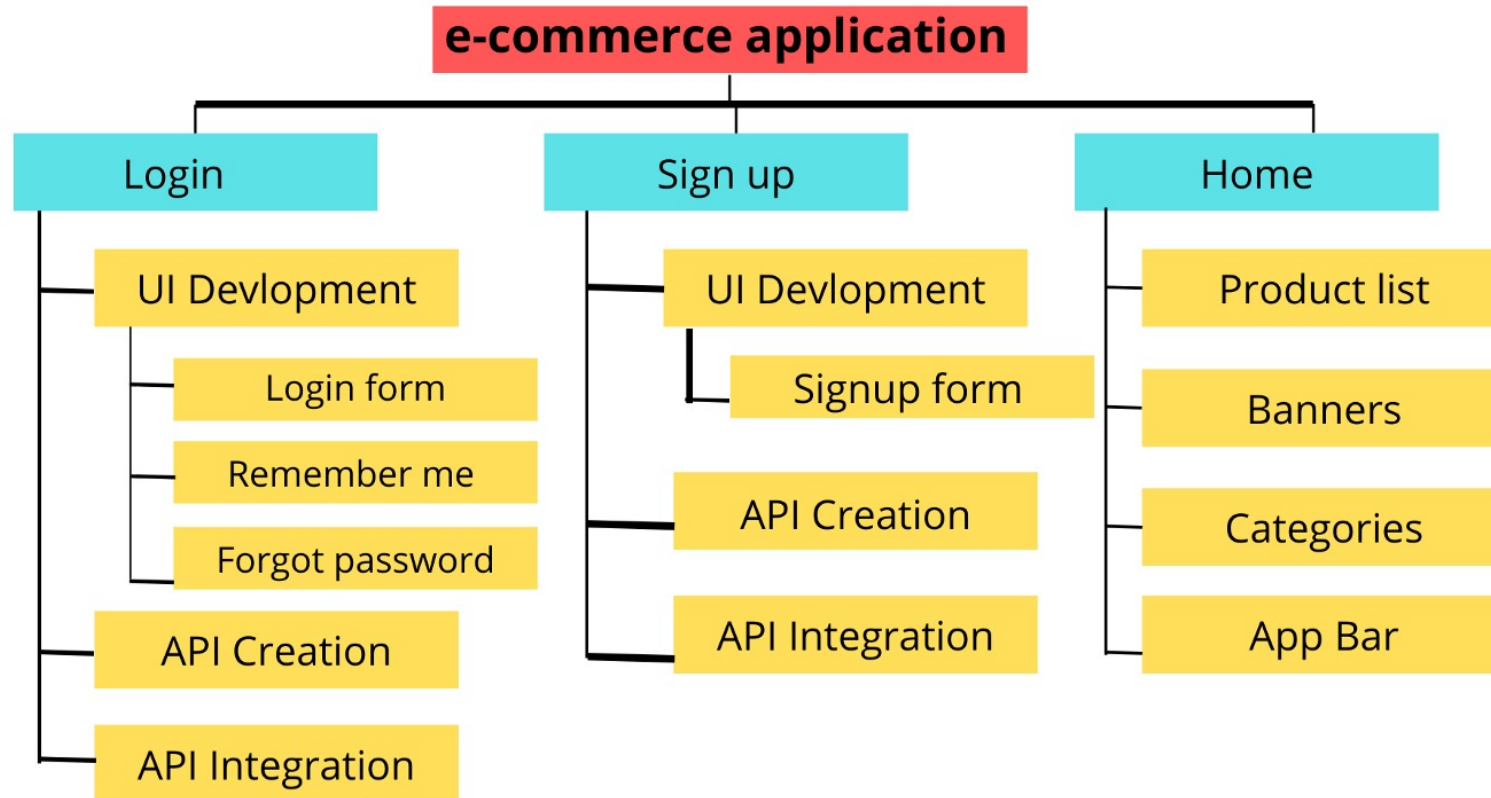 e-commerce application
Login
UI Devlopment
Login form
Remember me
Forgot password
API Creation
API Integration
Sign up
UI Devlopment
Signup form
API Creation
API Integration
Home
Product list
Banners
Categories
App Bar